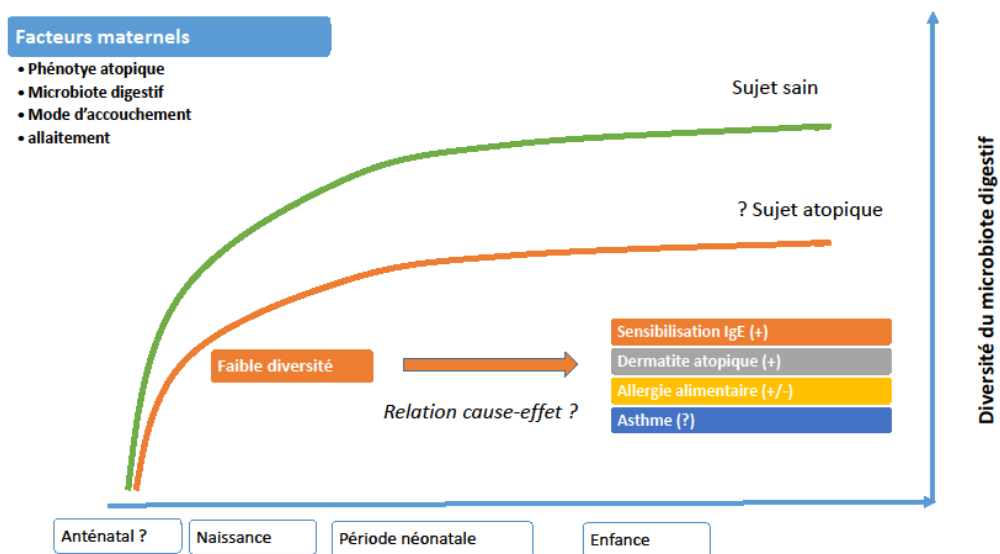 Facteurs maternels
• Phénotye atopique
• Microbiote digestif
• Mode d'accouchement
• allaitement
Sujet sain
? Sujet atopique
Diversité du microbiote digestif
Faible diversité
Relation cause-effet ?
Sensibilisation IgE (+)
Dermatite atopique (+)
Allergie alimentaire (+/-)
Asthme (?)
Anténatal ?
Naissance
Période néonatale
Enfance